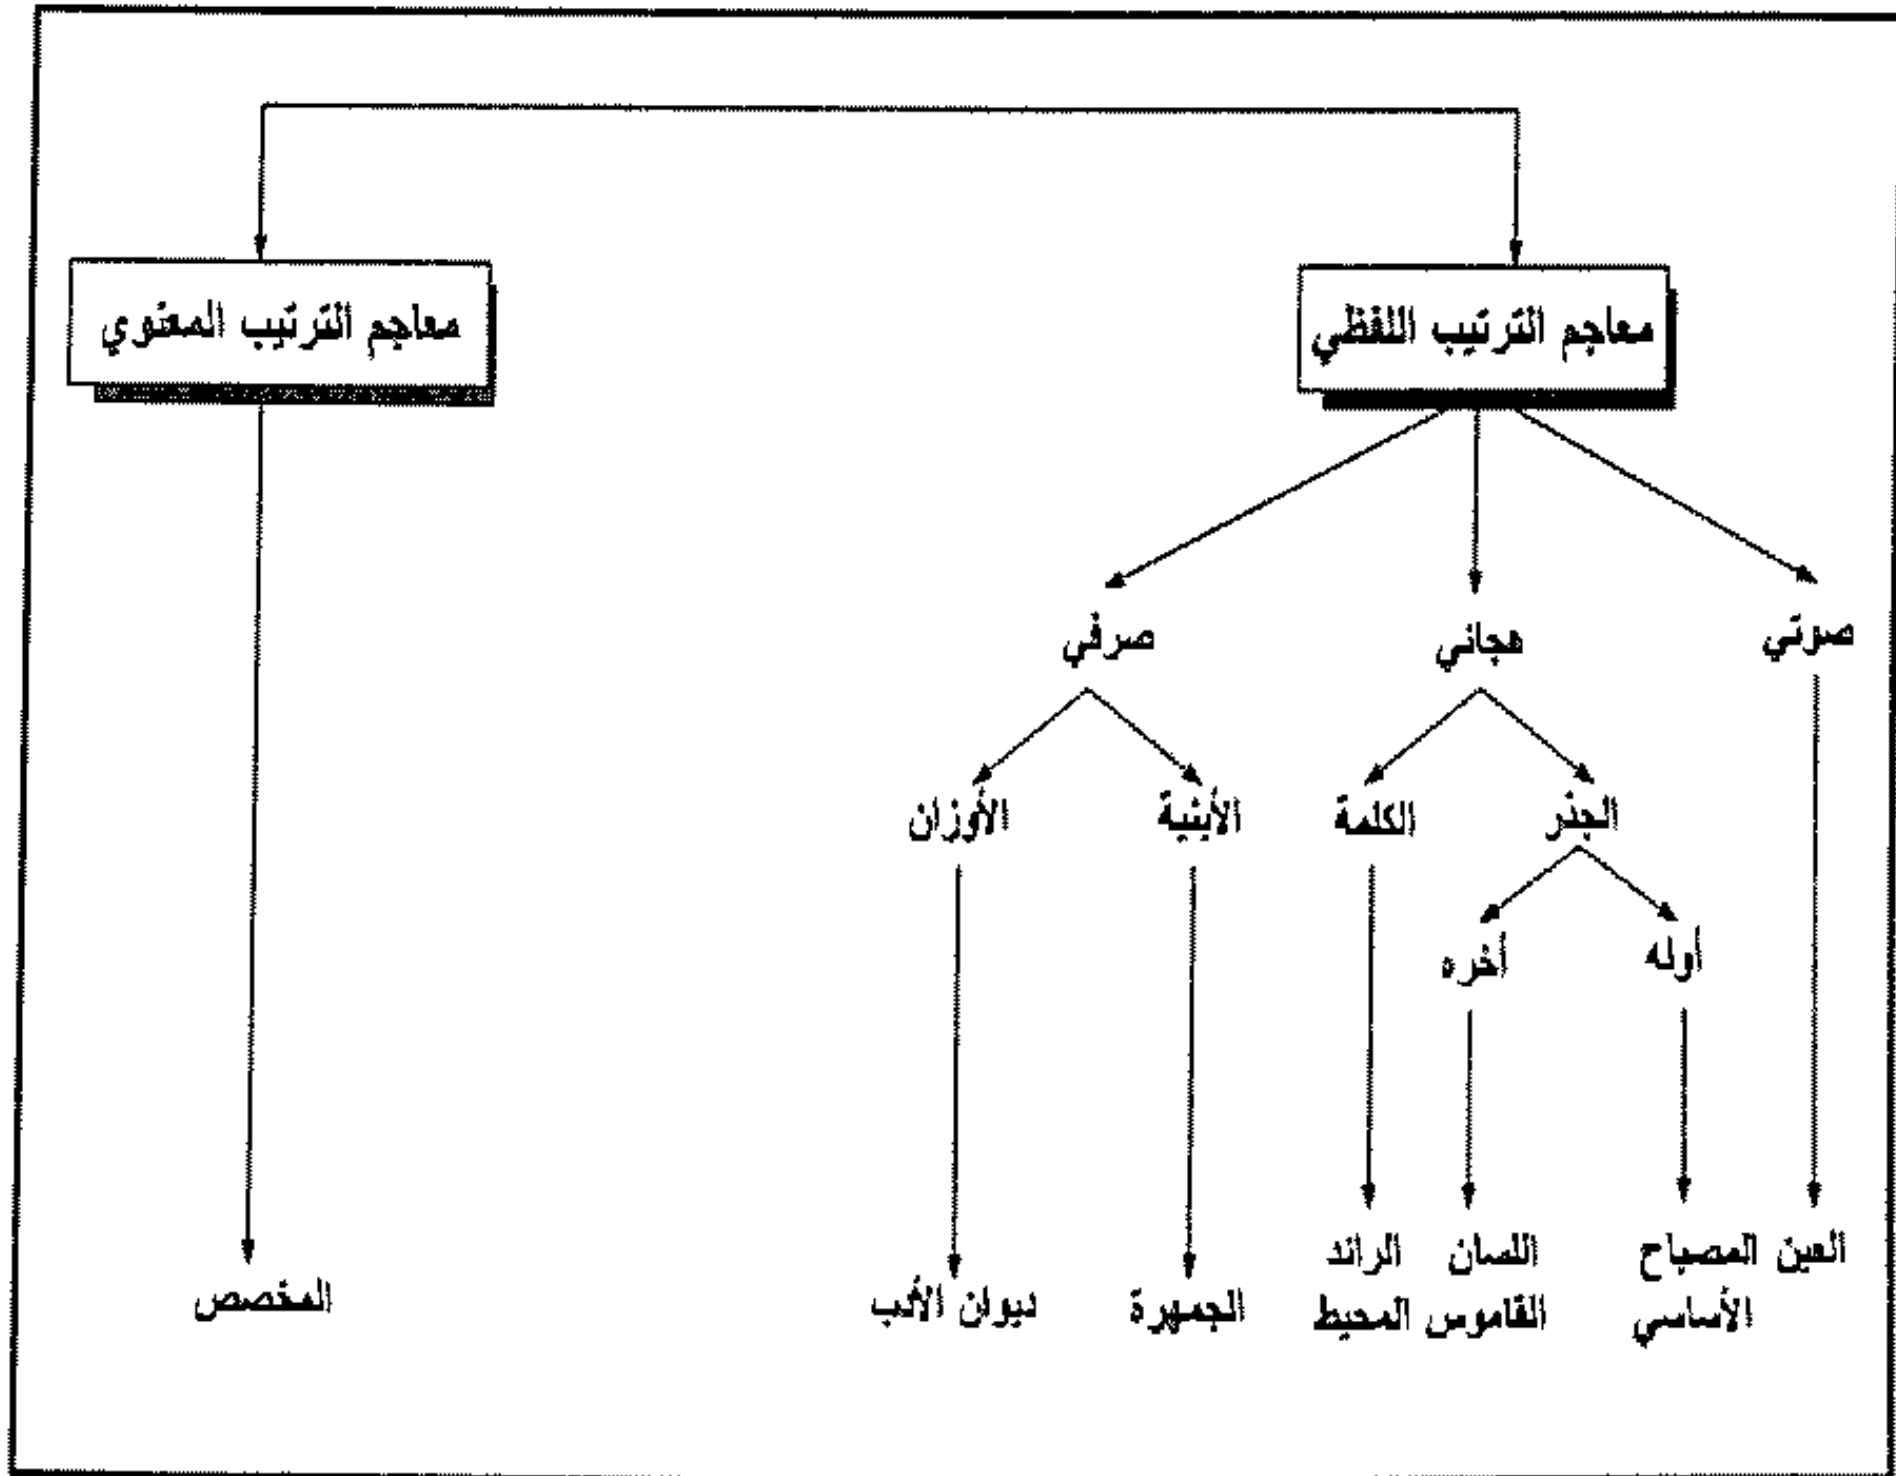 معاجم الترتيب اللفظي
معاجم الترتيب المعنوي
صوتي
هجائي
صرفي
الجذر
الكلمة
الأبنية
الأوزان
أوله
أخره
العين
المصباح
الأساسي
اللسان
القاموس المحيط
الرائد
الجمهرة
ديوان الأدب
المخصص